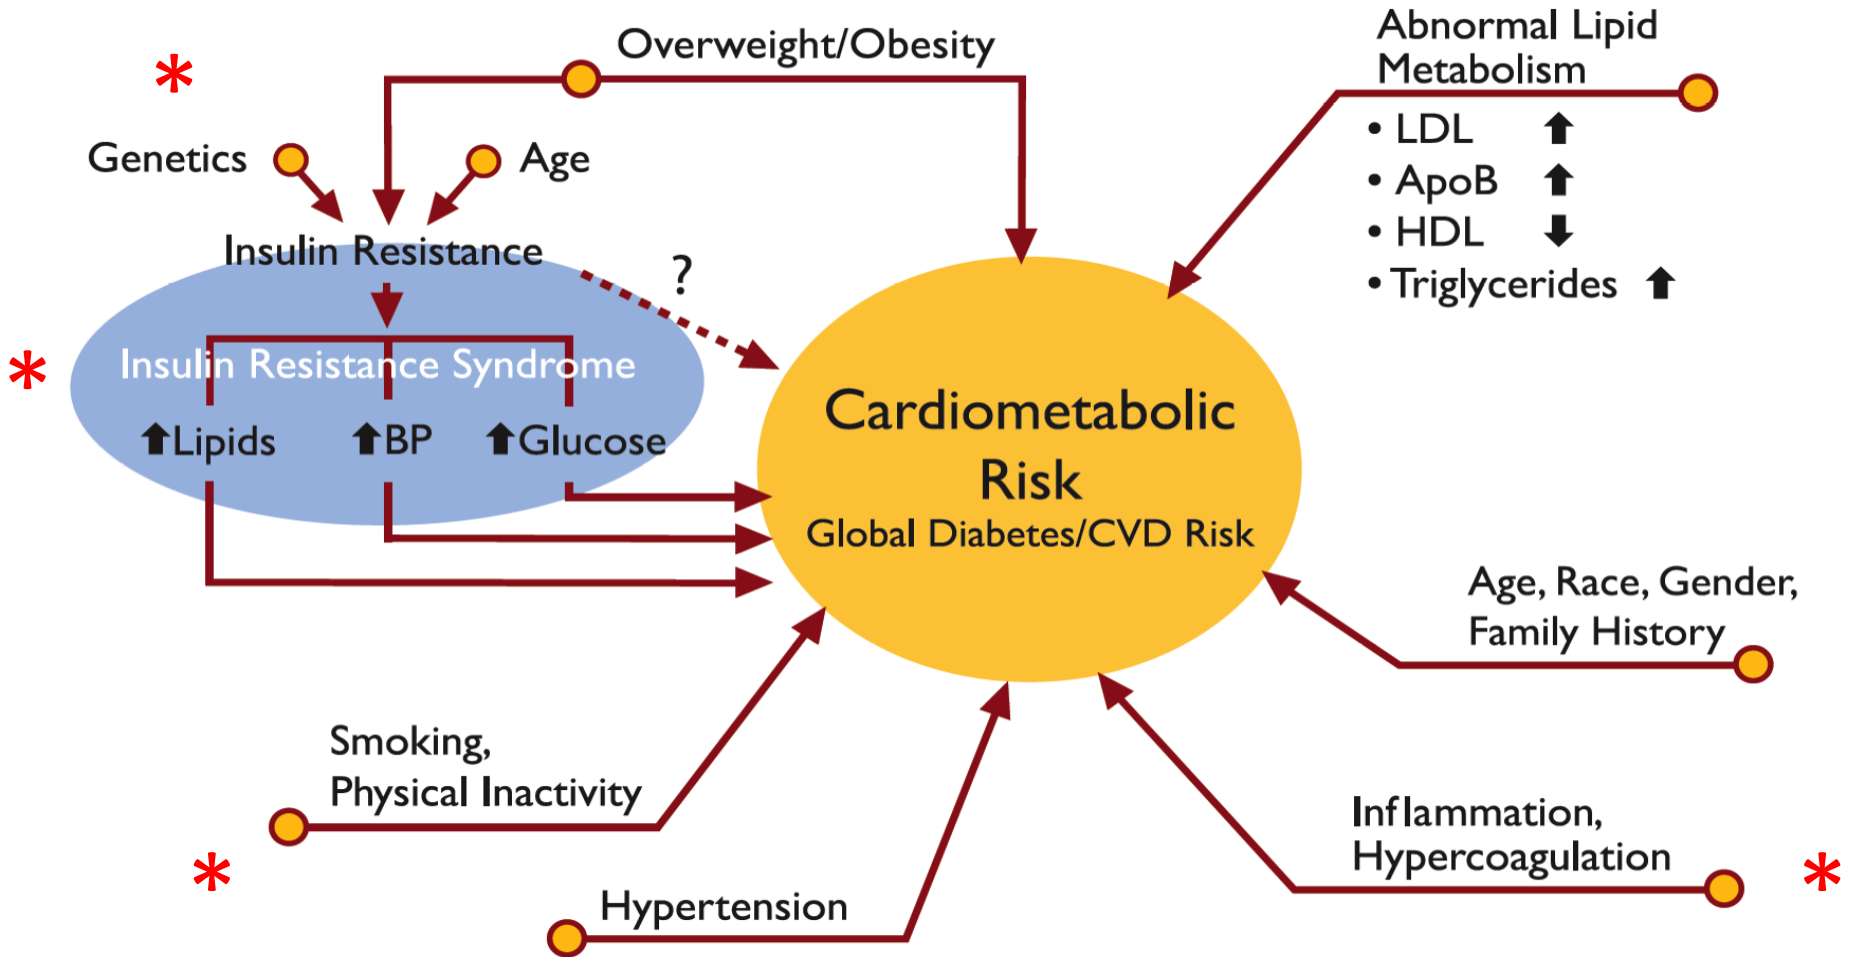 Overweight/Obesity
Abnormal Lipid
Metabolism
• LDL ⬆
• ApoB ⬆
• HDL ⬇
• Triglycerides ⬆
*
Genetics
Age
Insulin Resistance
?
*
Insulin Resistance Syndrome
⬆Lipids ⬆BP ⬆Glucose
Cardiometabolic
Risk
Global Diabetes/CVD Risk
Age, Race, Gender,
Family History
Smoking,
Physical Inactivity
*
Hypertension
Inflammation,
Hypercoagulation
*